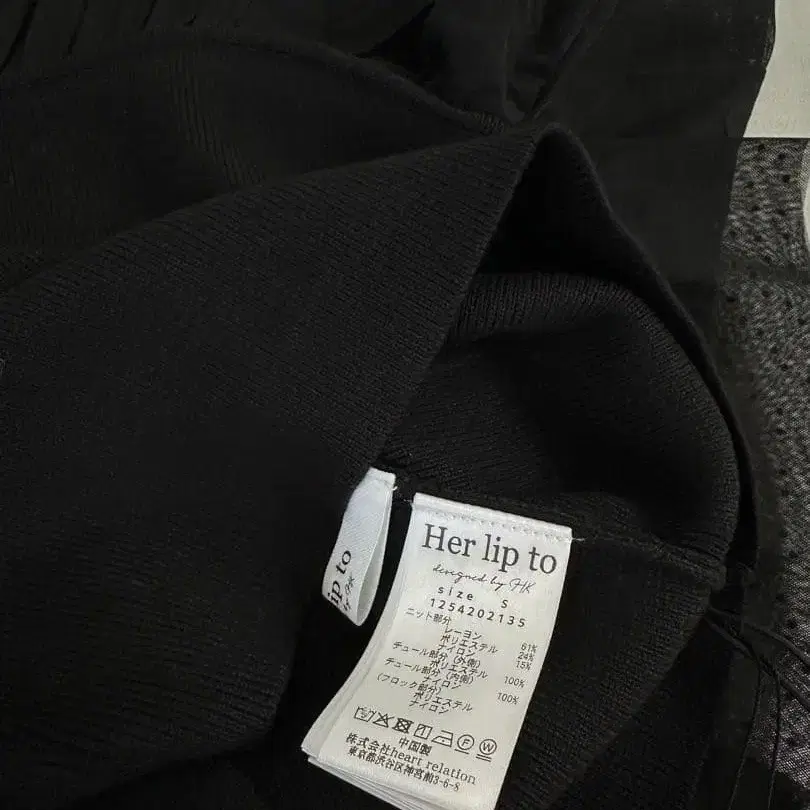 ip to
by HK
Her lip to
designed by HK
size S
1254202135
ニット部分
レーヨン 61%
ポリエステル 24%
ナイロン 15%
チュール部分 (外側)
ポリエステル 100%
チュール部分 (内側)
ナイロン 100%
(フロック部分)
ポリエステル
ナイロン
F W
中国製
株式会社heart relation
東京都渋谷区神宮前3-6-8